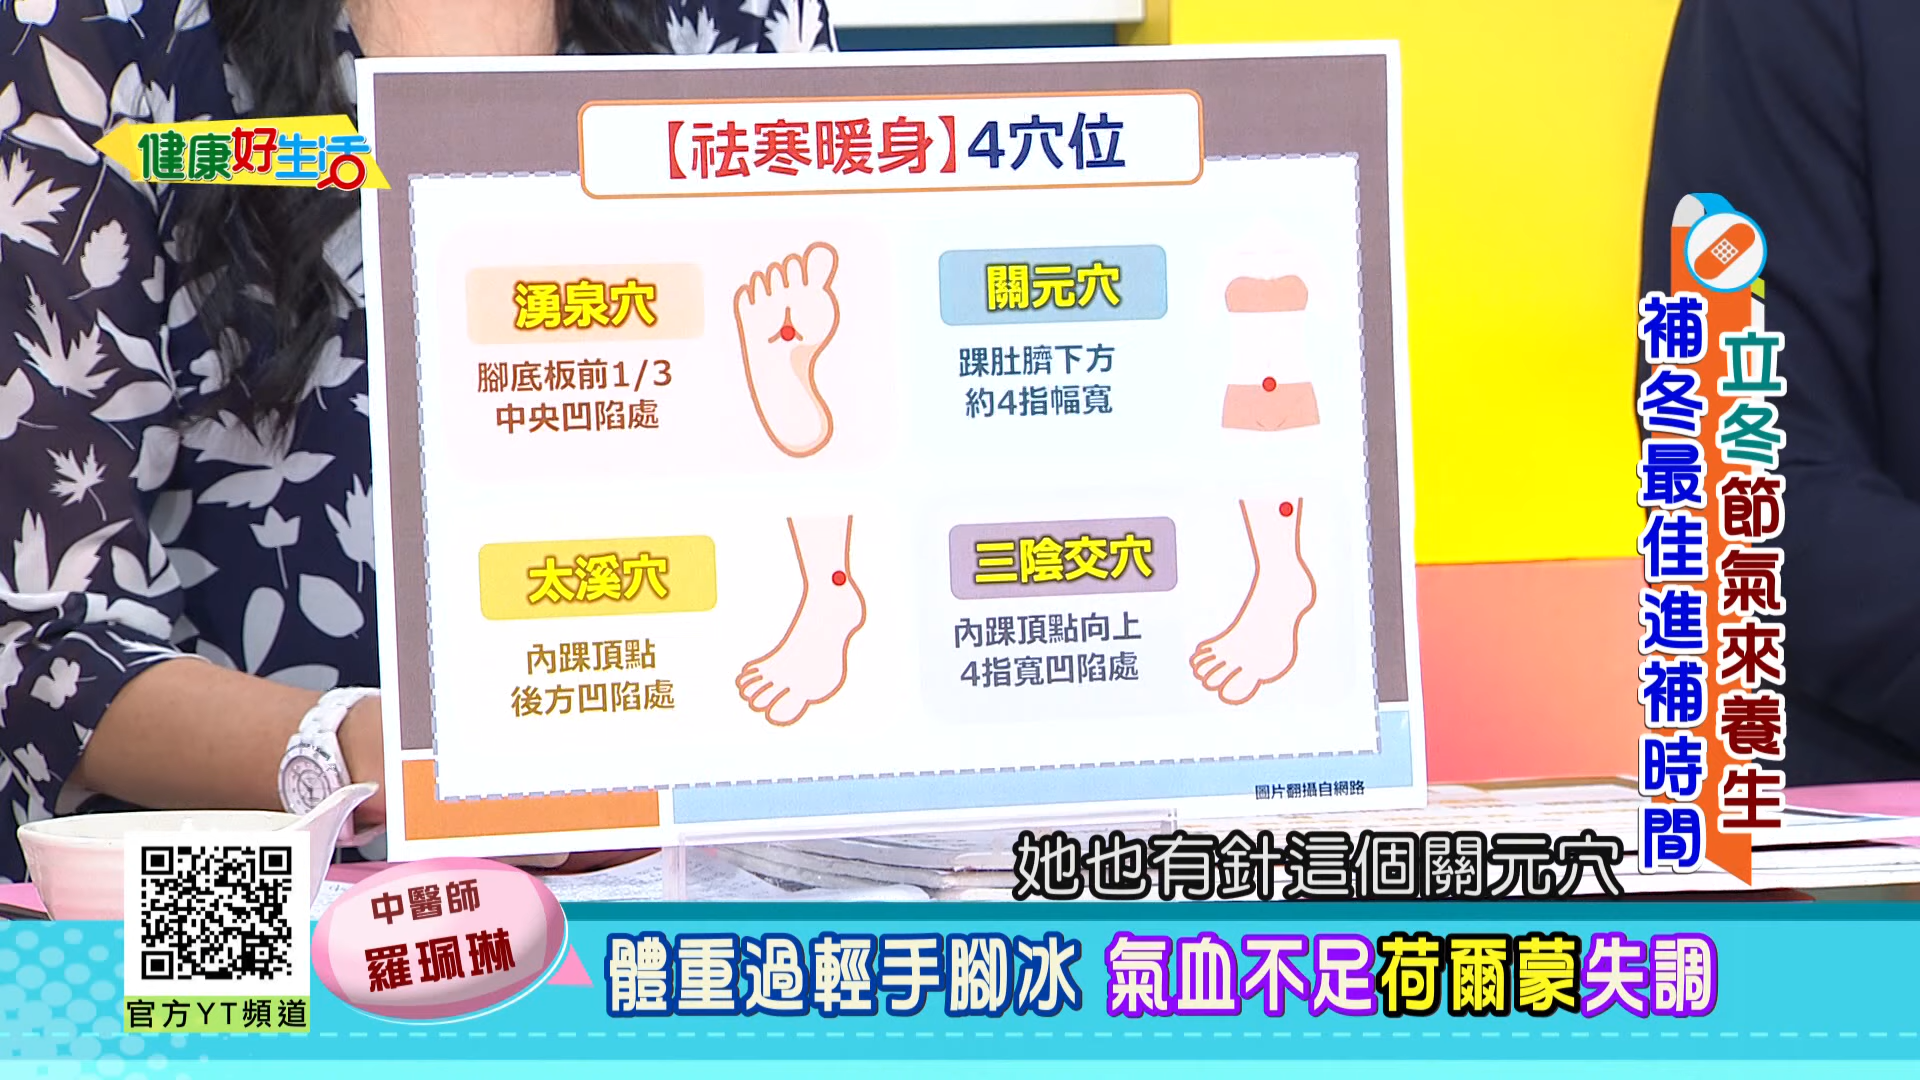 健康好生活
【祛寒暖身】4穴位
湧泉穴
腳底板前1/3
中央凹陷處
關元穴
踝肚臍下方
約4指幅寬
太溪穴
內踝頂點
後方凹陷處
三陰交穴
內踝頂點向上
4指寬凹陷處
圖片翻攝自網路
立冬節氣來養生
補冬最佳進補時間
她也有針這個關元穴
中醫師
羅珮琳
體重過輕手腳冰 氣血不足荷爾蒙失調
官方YT頻道